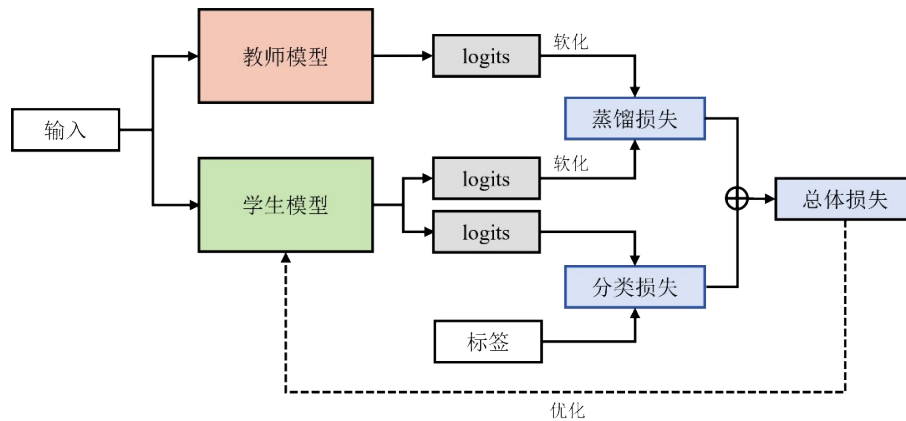 教师模型
logits
软化
蒸馏损失
输入
学生模型
logits
软化
logits
总体损失
分类损失
标签
优化